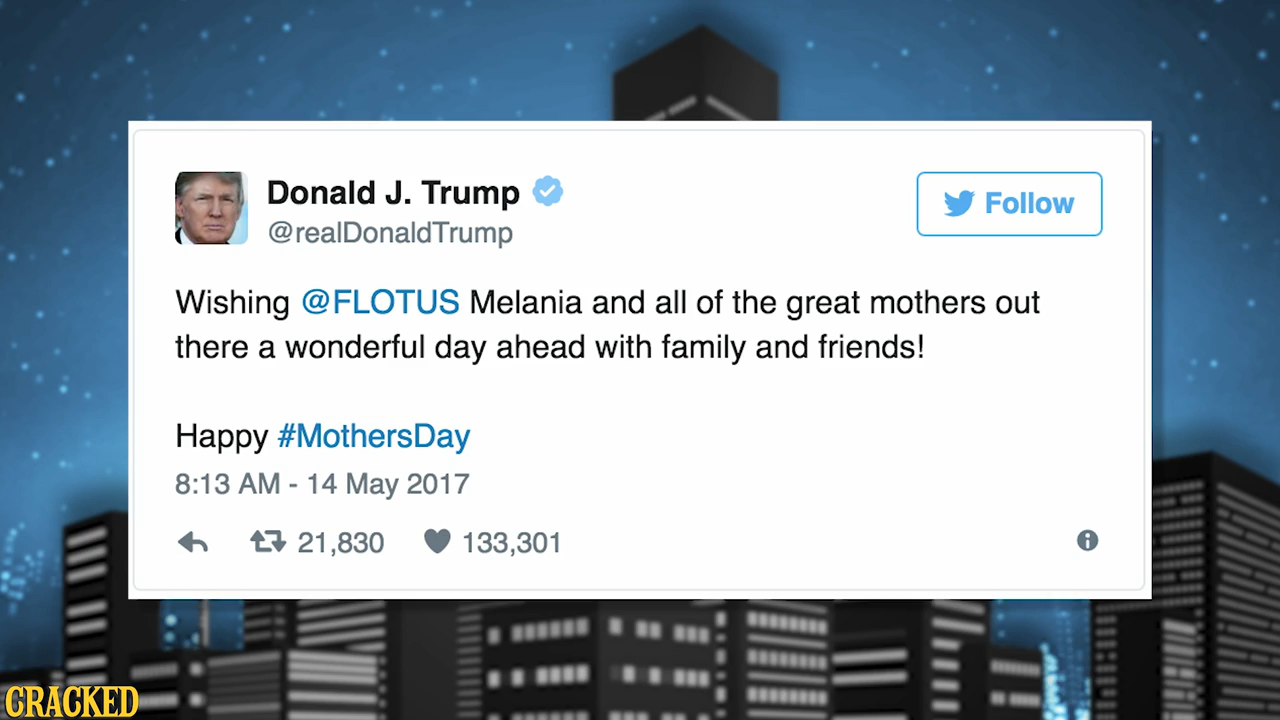 Donald J. Trump
@realDonaldTrump
Follow
Wishing @FLOTUS Melania and all of the great mothers out
there a wonderful day ahead with family and friends!
Happy #MothersDay
8:13 AM - 14 May 2017
21,830 133,301
CRACKED